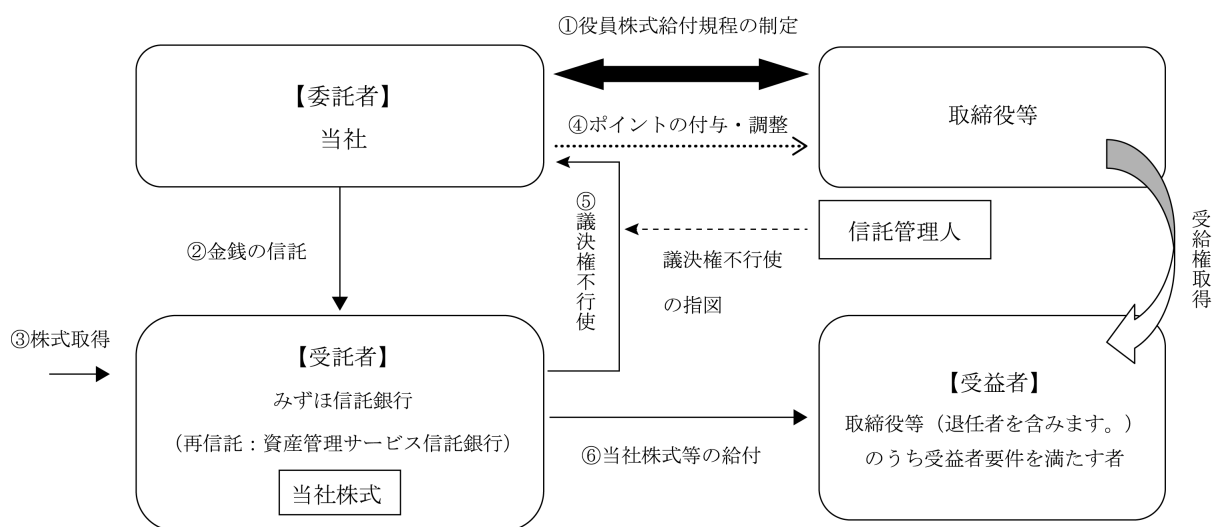 ①役員株式給付規程の制定
【委託者】
当社
取締役等
④ポイントの付与・調整
⑤議決権不行使
信託管理人
議決権不行使
の指図
受給権取得
②金銭の信託
③株式取得
【受託者】
みずほ信託銀行
（再信託：資産管理サービス信託銀行）
当社株式
⑥当社株式等の給付
【受益者】
取締役等（退任者を含みます。）
のうち受益者要件を満たす者